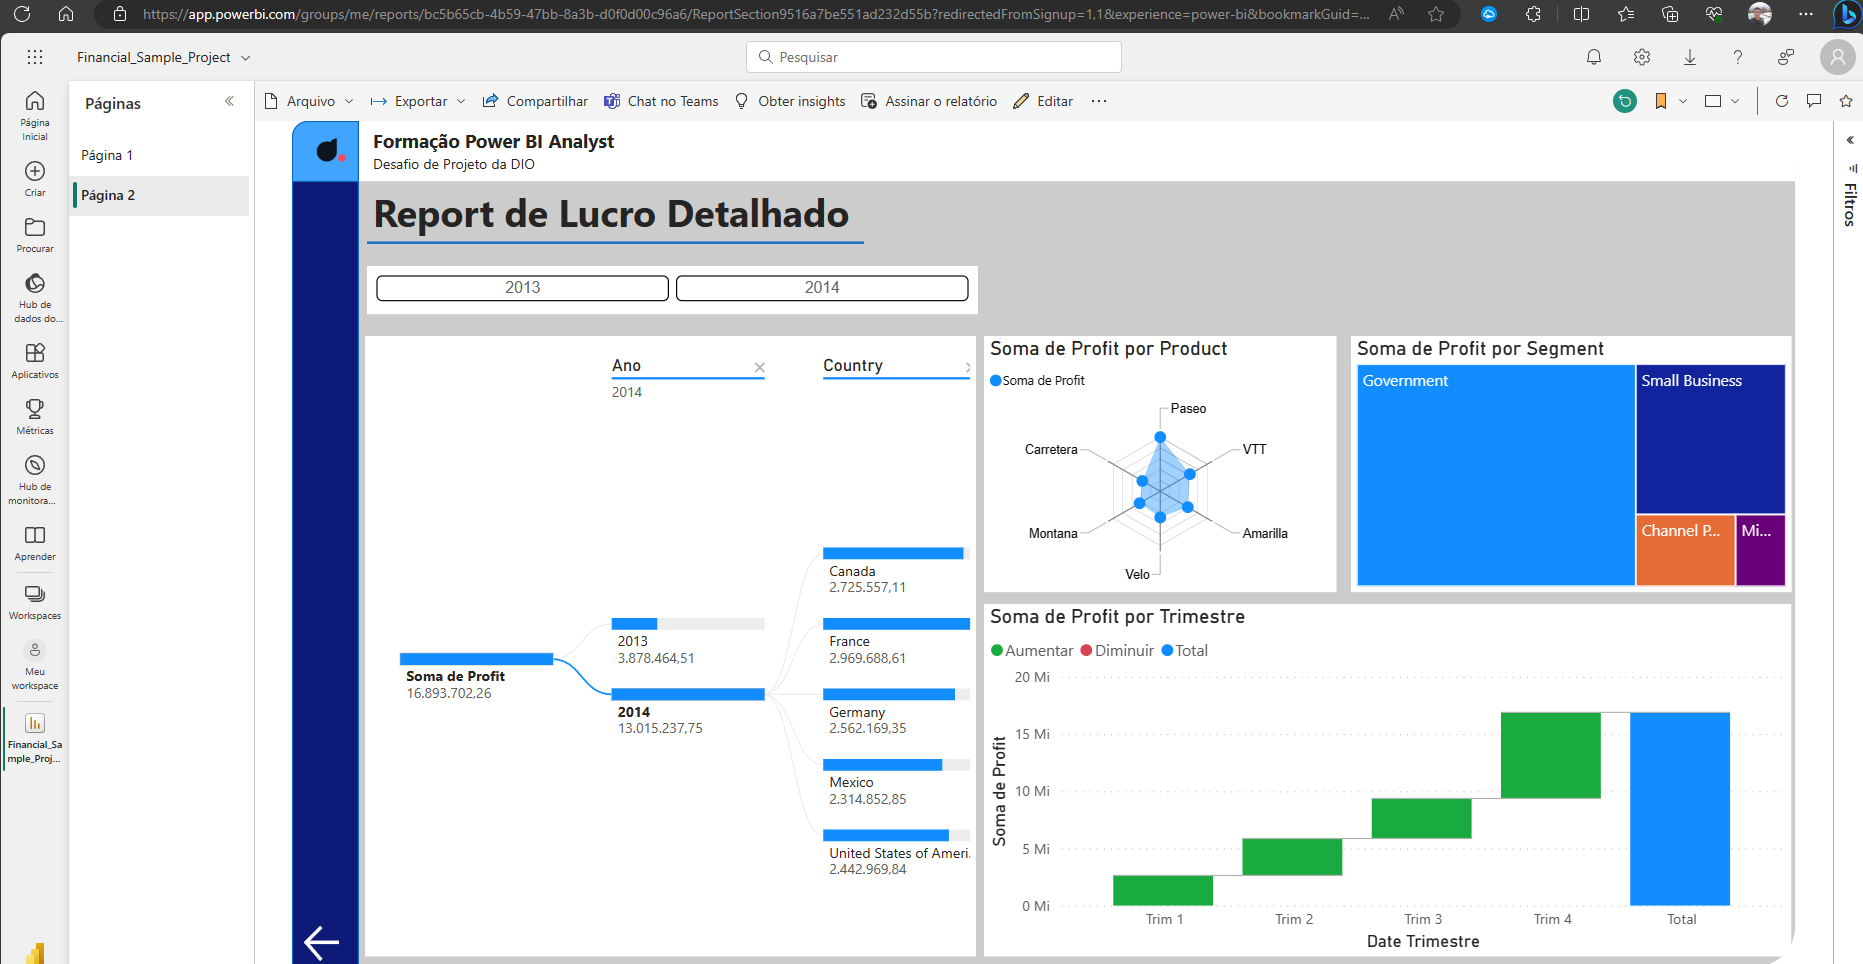 https://app.powerbi.com/groups/me/reports/bc5b65cb-4b59-47bb-8a3b-d0f0d00c96a6/ReportSection9516a7be551ad232d55b?redirectedFromSignup=1,1&experience=power-bi&bookmarkGuid=...
Financial_Sample_Project
Pesquisar
Página Inicial
Criar
Procurar
Hub de dados do...
Aplicativos
Métricas
Hub de monitora...
Aprender
Workspaces
Meu workspace
Financial_Sa
mple_Proj...
Páginas
Página 1
Página 2
Arquivo
Exportar
Compartilhar
Chat no Teams
Obter insights
Assinar o relatório
Editar
Filtros
Formação Power BI Analyst
Desafio de Projeto da DIO
Report de Lucro Detalhado
2013
2014
Ano
2014
Country
Soma de Profit
16.893.702,26
2013
3.878.464,51
2014
13.015.237,75
Canada
2.725.557,11
France
2.969.688,61
Germany
2.562.169,35
Mexico
2.314.852,85
United States of Ameri.
2.442.969,84
Soma de Profit por Product
Soma de Profit
Paseo
Carretera
VTT
Montana
Amarilla
Velo
Soma de Profit por Segment
Government
Small Business
Channel P...
Mi...
Soma de Profit por Trimestre
Aumentar
Diminuir
Total
20 Mi
15 Mi
10 Mi
5 Mi
0 Mi
Soma de Profit
Trim 1
Trim 2
Trim 3
Trim 4
Total
Date Trimestre